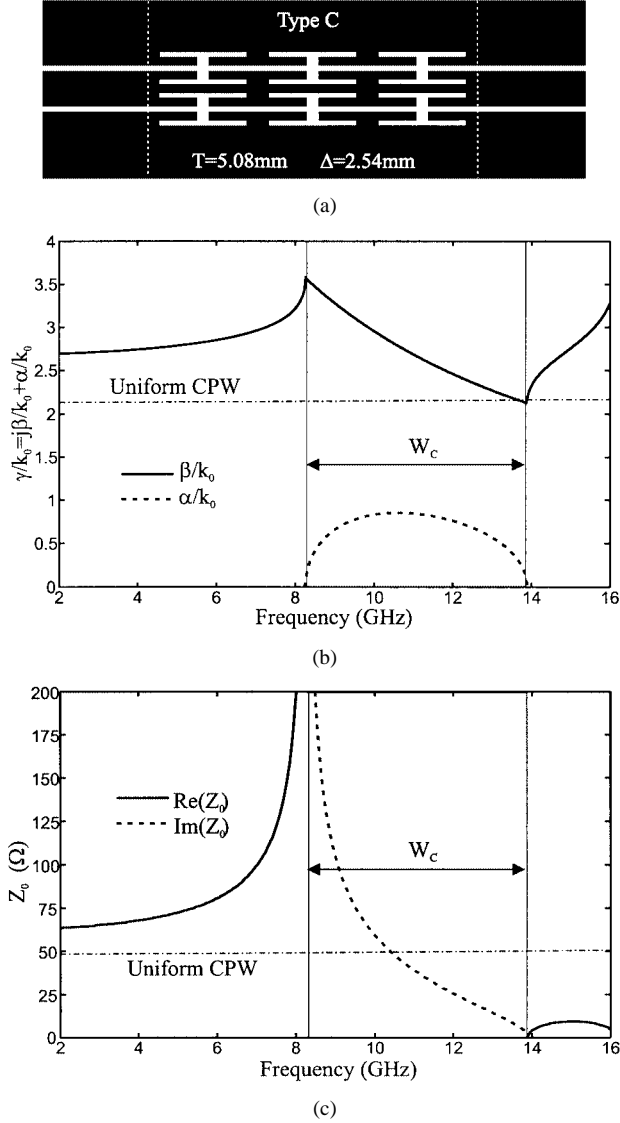 Type C
T=5.08mm Δ=2.54mm
(a)
γ/k₀=jβ/k₀+α/k₀
4
3.5
3
2.5
2
1.5
1
0.5
0
Uniform CPW
W_C
β/k₀
α/k₀
2 4 6 8 10 12 14 16
Frequency (GHz)
(b)
Z₀ (Ω)
200
175
150
125
100
75
50
25
0
Re(Z₀)
Im(Z₀)
W_C
Uniform CPW
2 4 6 8 10 12 14 16
Frequency (GHz)
(c)